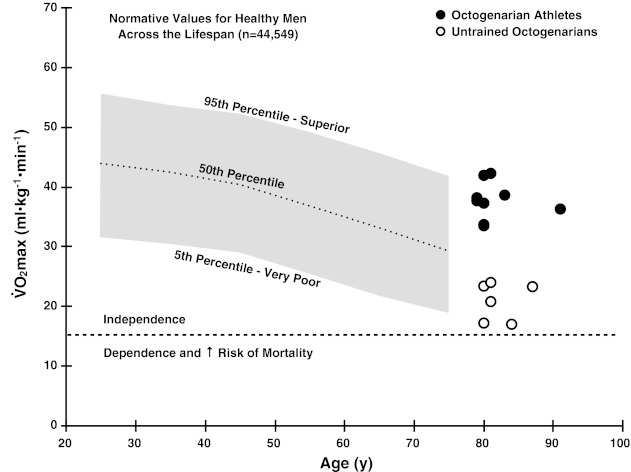 Normative Values for Healthy Men
Across the Lifespan (n=44,549)
● Octogenarian Athletes
○ Untrained Octogenarians
70
60
50
40
30
20
10
0
V̇O₂max (ml·kg⁻¹·min⁻¹)
95th Percentile - Superior
50th Percentile
5th Percentile - Very Poor
Independence
Dependence and ↑ Risk of Mortality
20 30 40 50 60 70 80 90 100
Age (y)